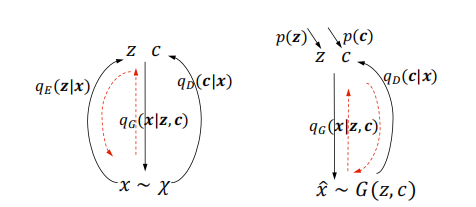 p(z)
p(c)
z c
z c
q_E(z|x)
q_D(c|x)
q_D(c|x)
q_G(x|z,c)
q_G(x|z,c)
x ~ χ
x̂ ~ G(z,c)